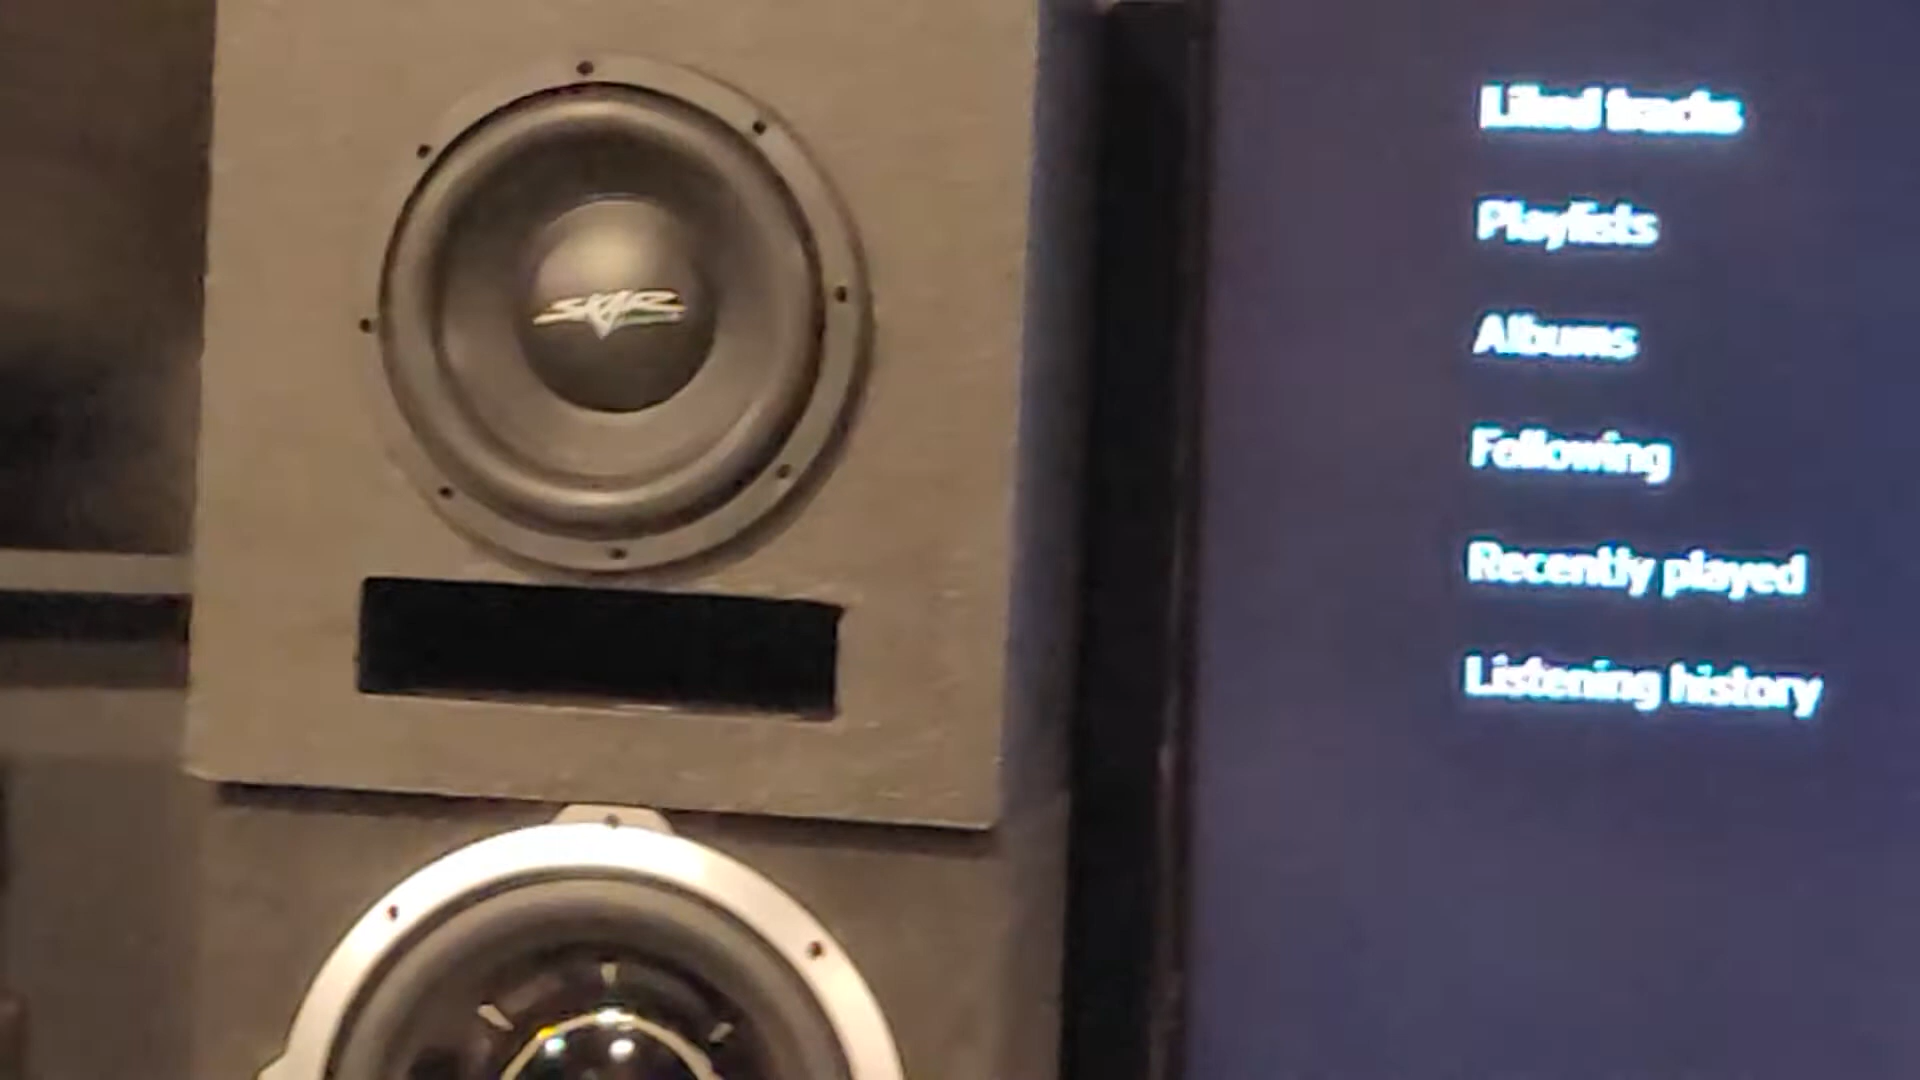 SKAR
Liked tracks
Playlists
Albums
Following
Recently played
Listening history